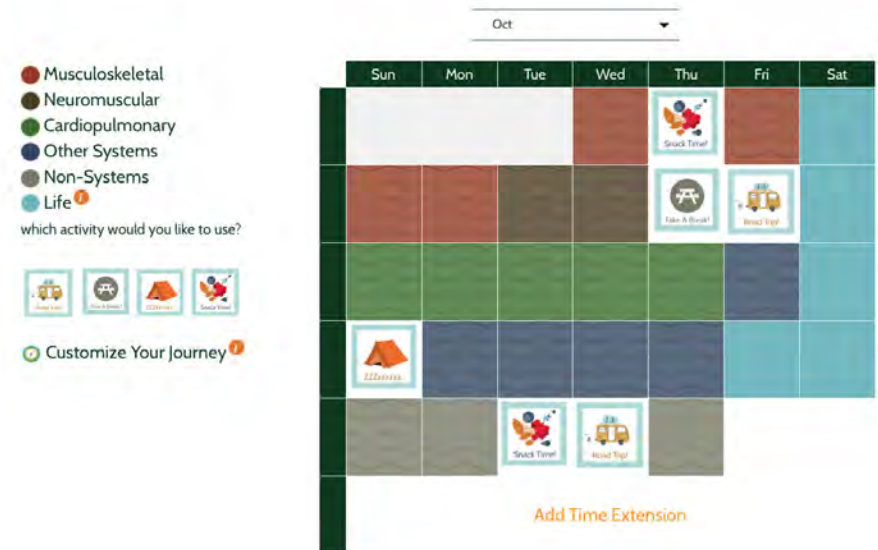 Oct
Musculoskeletal
Neuromuscular
Cardiopulmonary
Other Systems
Non-Systems
Life
which activity would you like to use?
Customize Your Journey
Sun Mon Tue Wed Thu Fri Sat
Snack Time!
Take A Break! Road Trip!
ZZZzzzzz
Snack Time! Road Trip!
Add Time Extension